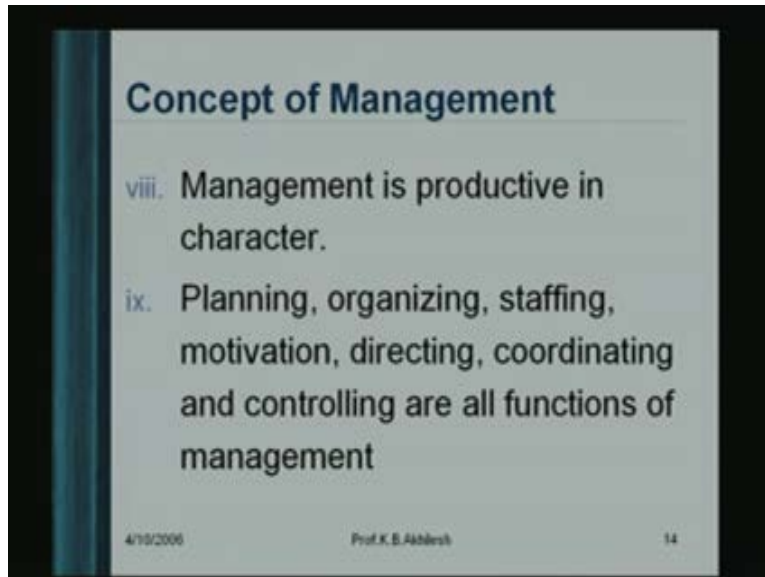 Concept of Management
viii. Management is productive in
character.
ix. Planning, organizing, staffing,
motivation, directing, coordinating
and controlling are all functions of
management
4/10/2006 Prof.K.B.Akhilesh 14